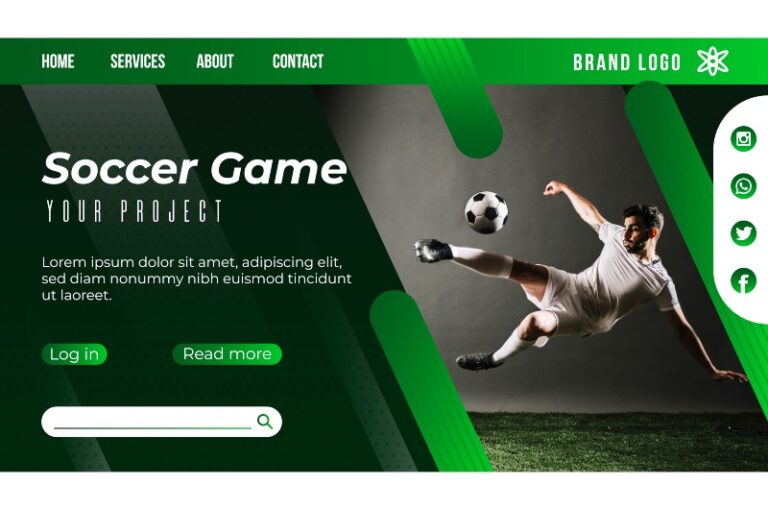 HOME SERVICES ABOUT CONTACT BRAND LOGO
Soccer Game
YOUR PROJECT
Lorem ipsum dolor sit amet, adipiscing elit,
sed diam nonummy nibh euismod tincidunt
ut laoreet.
Log in Read more